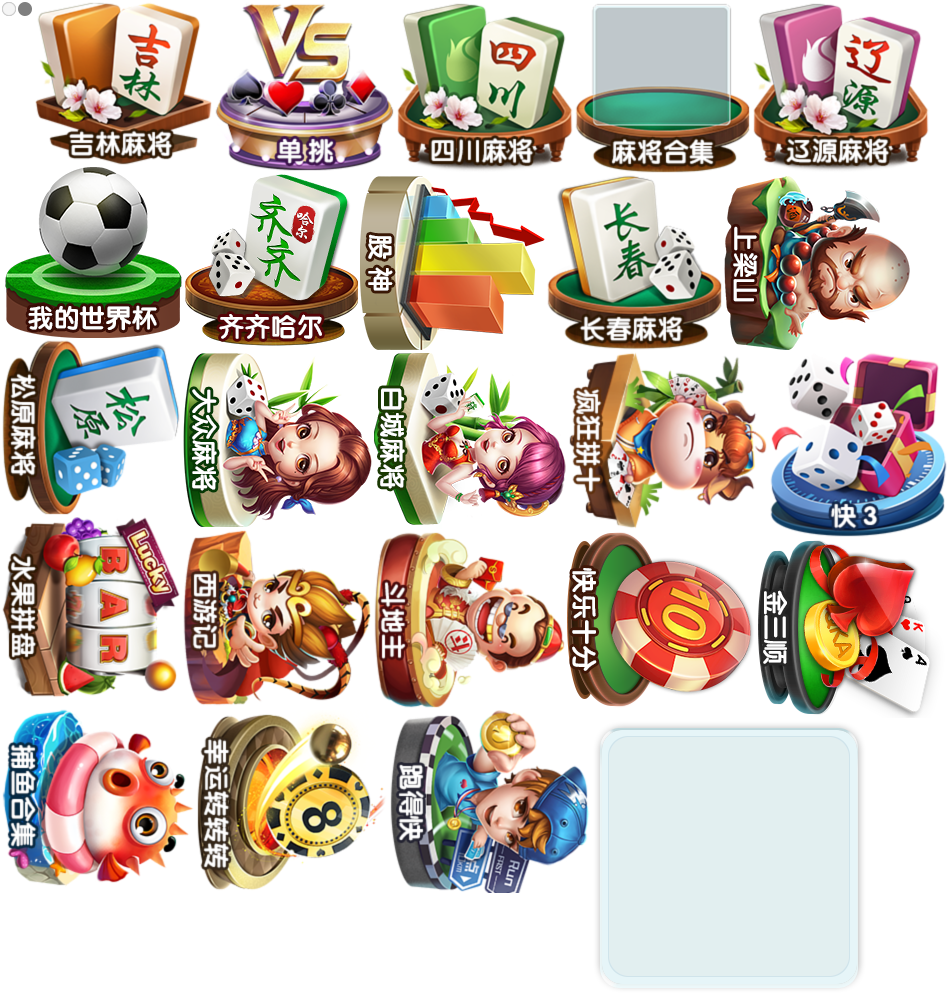 吉林
吉林麻将
VS
单挑
四川
四川麻将
麻将合集
辽源
辽源麻将
我的世界杯
齐齐
哈尔
齐齐哈尔
股神
长春
长春麻将
上梁山
松原
松原麻将
大众麻将
白城麻将
疯狂拼十
快 3
Lucky
BAR
水果拼盘
西游记
斗地主
10
快乐十分
A
K
A
金三顺
捕鱼合集
8
幸运转转转
Run
FIRST
跑得快